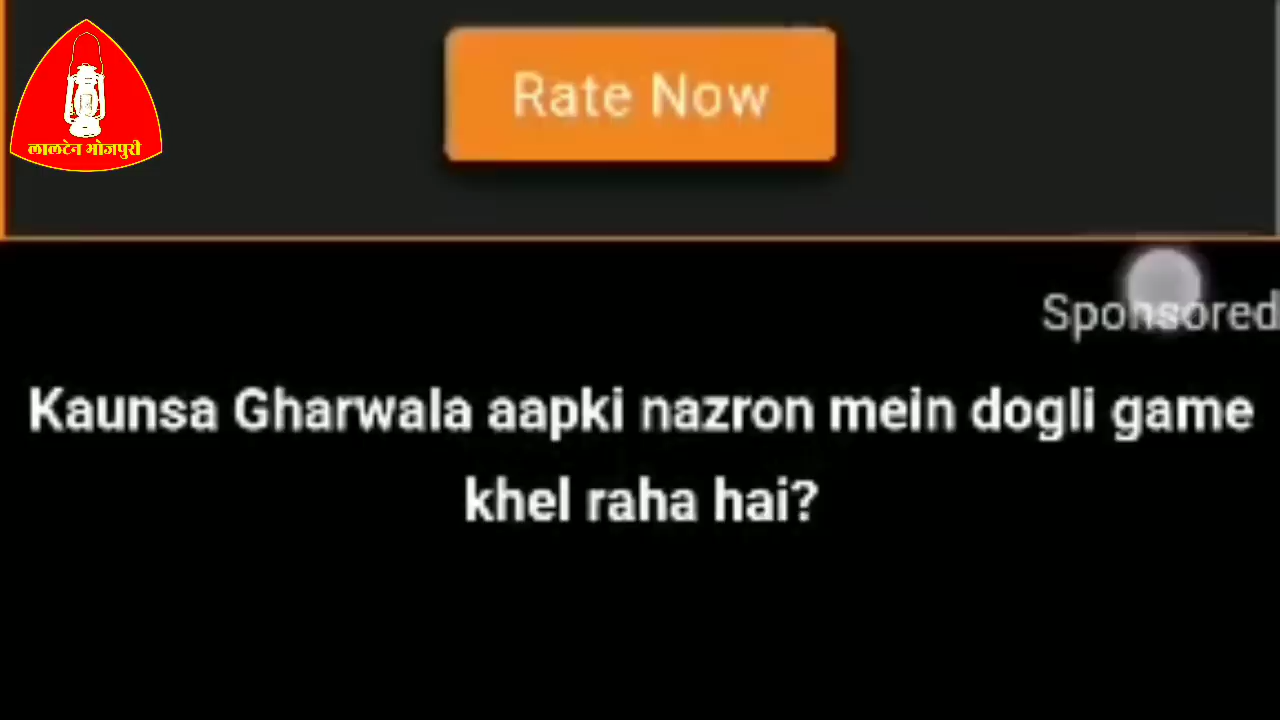 Rate Now
लालटेन भोजपुरी
Sponsored
Kaunsa Gharwala aapki nazron mein dogli game
khel raha hai?